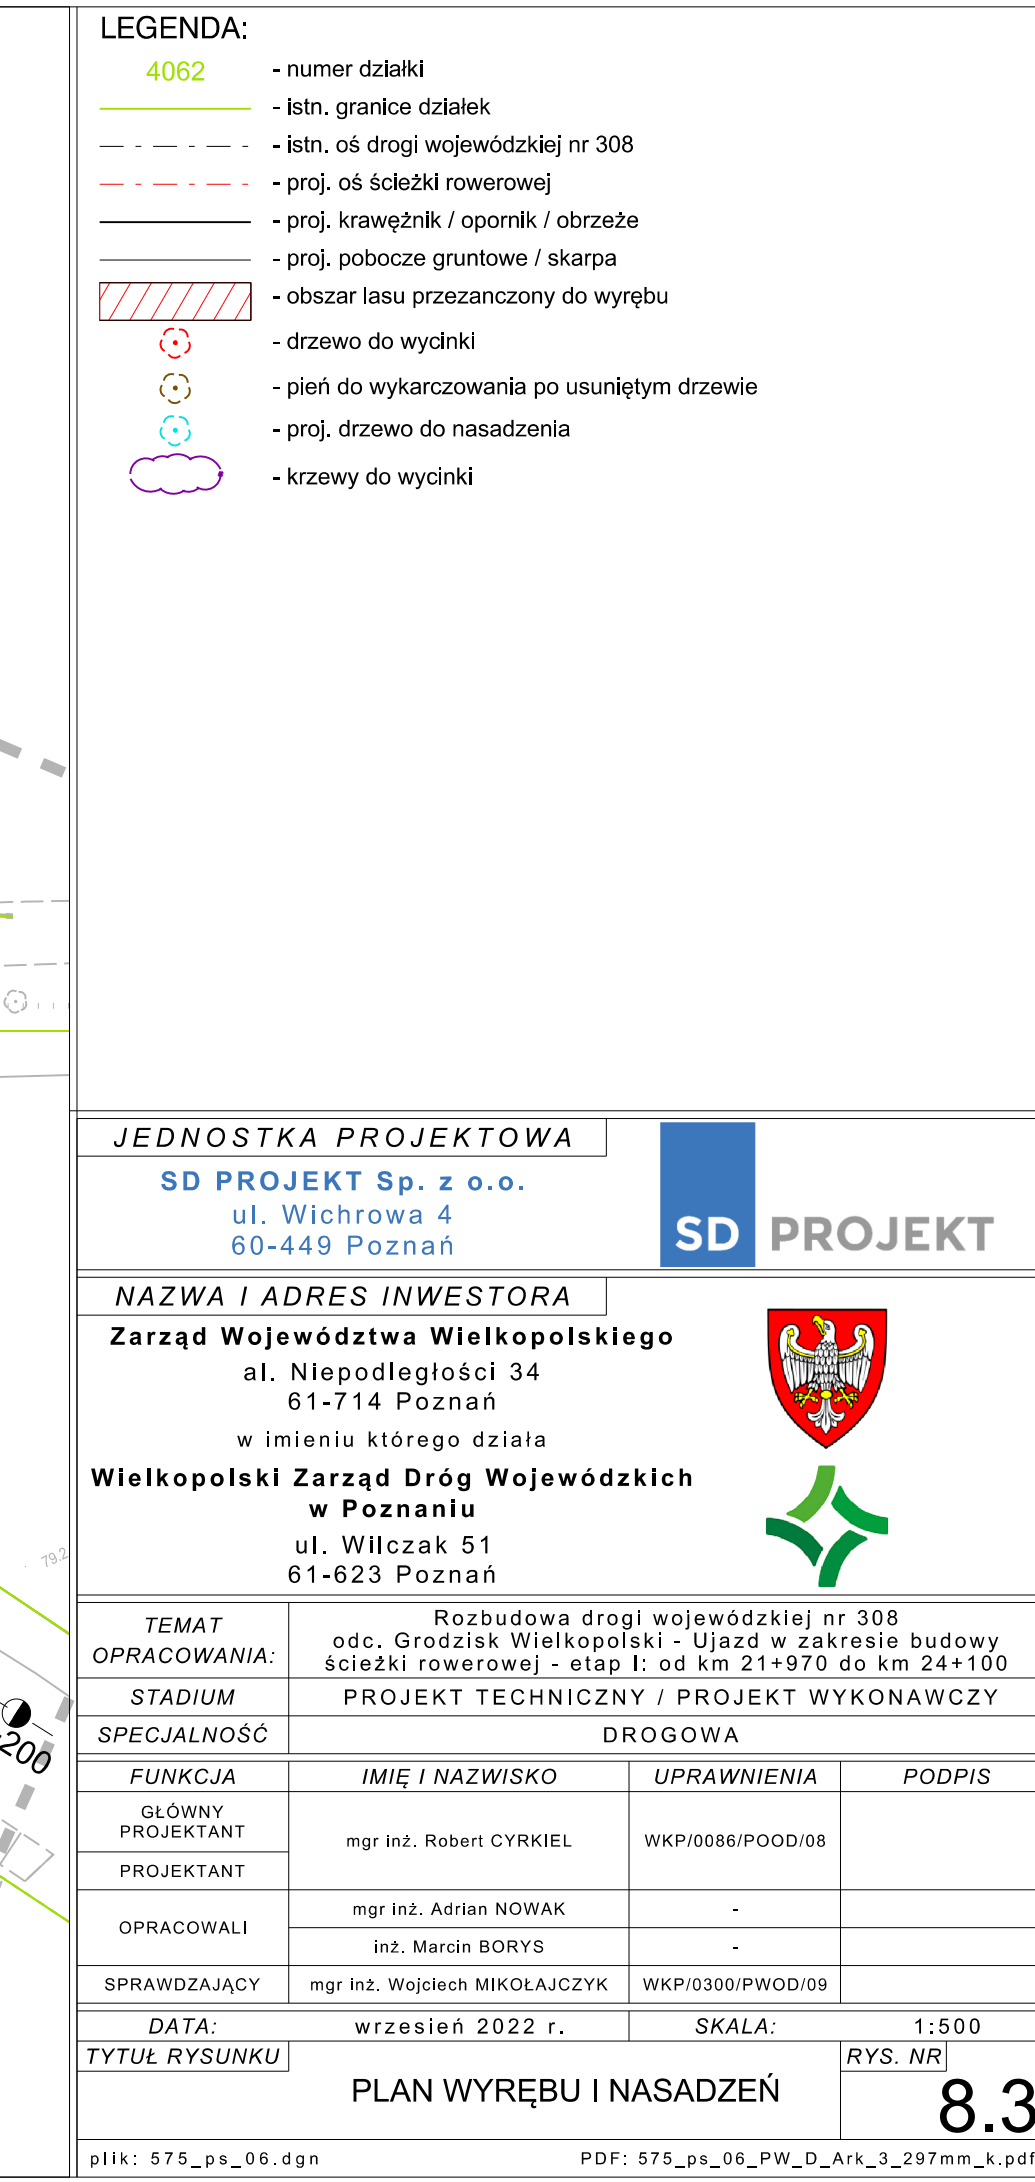 LEGENDA:
4062 - numer działki
- istn. granice działek
- istn. oś drogi wojewódzkiej nr 308
- proj. oś ścieżki rowerowej
- proj. krawężnik / opornik / obrzeże
- proj. pobocze gruntowe / skarpa
- obszar lasu przezanczony do wyrębu
- drzewo do wycinki
- pień do wykarczowania po usuniętym drzewie
- proj. drzewo do nasadzenia
- krzewy do wycinki
JEDNOSTKA PROJEKTOWA
SD PROJEKT Sp. z o.o.
ul. Wichrowa 4
60-449 Poznań
SD PROJEKT
NAZWA I ADRES INWESTORA
Zarząd Województwa Wielkopolskiego
al. Niepodległości 34
61-714 Poznań
w imieniu którego działa
Wielkopolski Zarząd Dróg Wojewódzkich
w Poznaniu
ul. Wilczak 51
61-623 Poznań
79.2
200
TEMAT
OPRACOWANIA:
Rozbudowa drogi wojewódzkiej nr 308
odc. Grodzisk Wielkopolski - Ujazd w zakresie budowy
ścieżki rowerowej - etap I: od km 21+970 do km 24+100
STADIUM PROJEKT TECHNICZNY / PROJEKT WYKONAWCZY
SPECJALNOŚĆ DROGOWA
FUNKCJA IMIĘ I NAZWISKO UPRAWNIENIA PODPIS
GŁÓWNY
PROJEKTANT
mgr inż. Robert CYRKIEL WKP/0086/POOD/08
PROJEKTANT
OPRACOWALI
mgr inż. Adrian NOWAK -
inż. Marcin BORYS -
SPRAWDZAJĄCY mgr inż. Wojciech MIKOŁAJCZYK WKP/0300/PWOD/09
DATA: wrzesień 2022 r. SKALA: 1:500
TYTUŁ RYSUNKU
PLAN WYRĘBU I NASADZEŃ
RYS. NR
8.3
plik: 575_ps_06.dgn PDF: 575_ps_06_PW_D_Ark_3_297mm_k.pdf